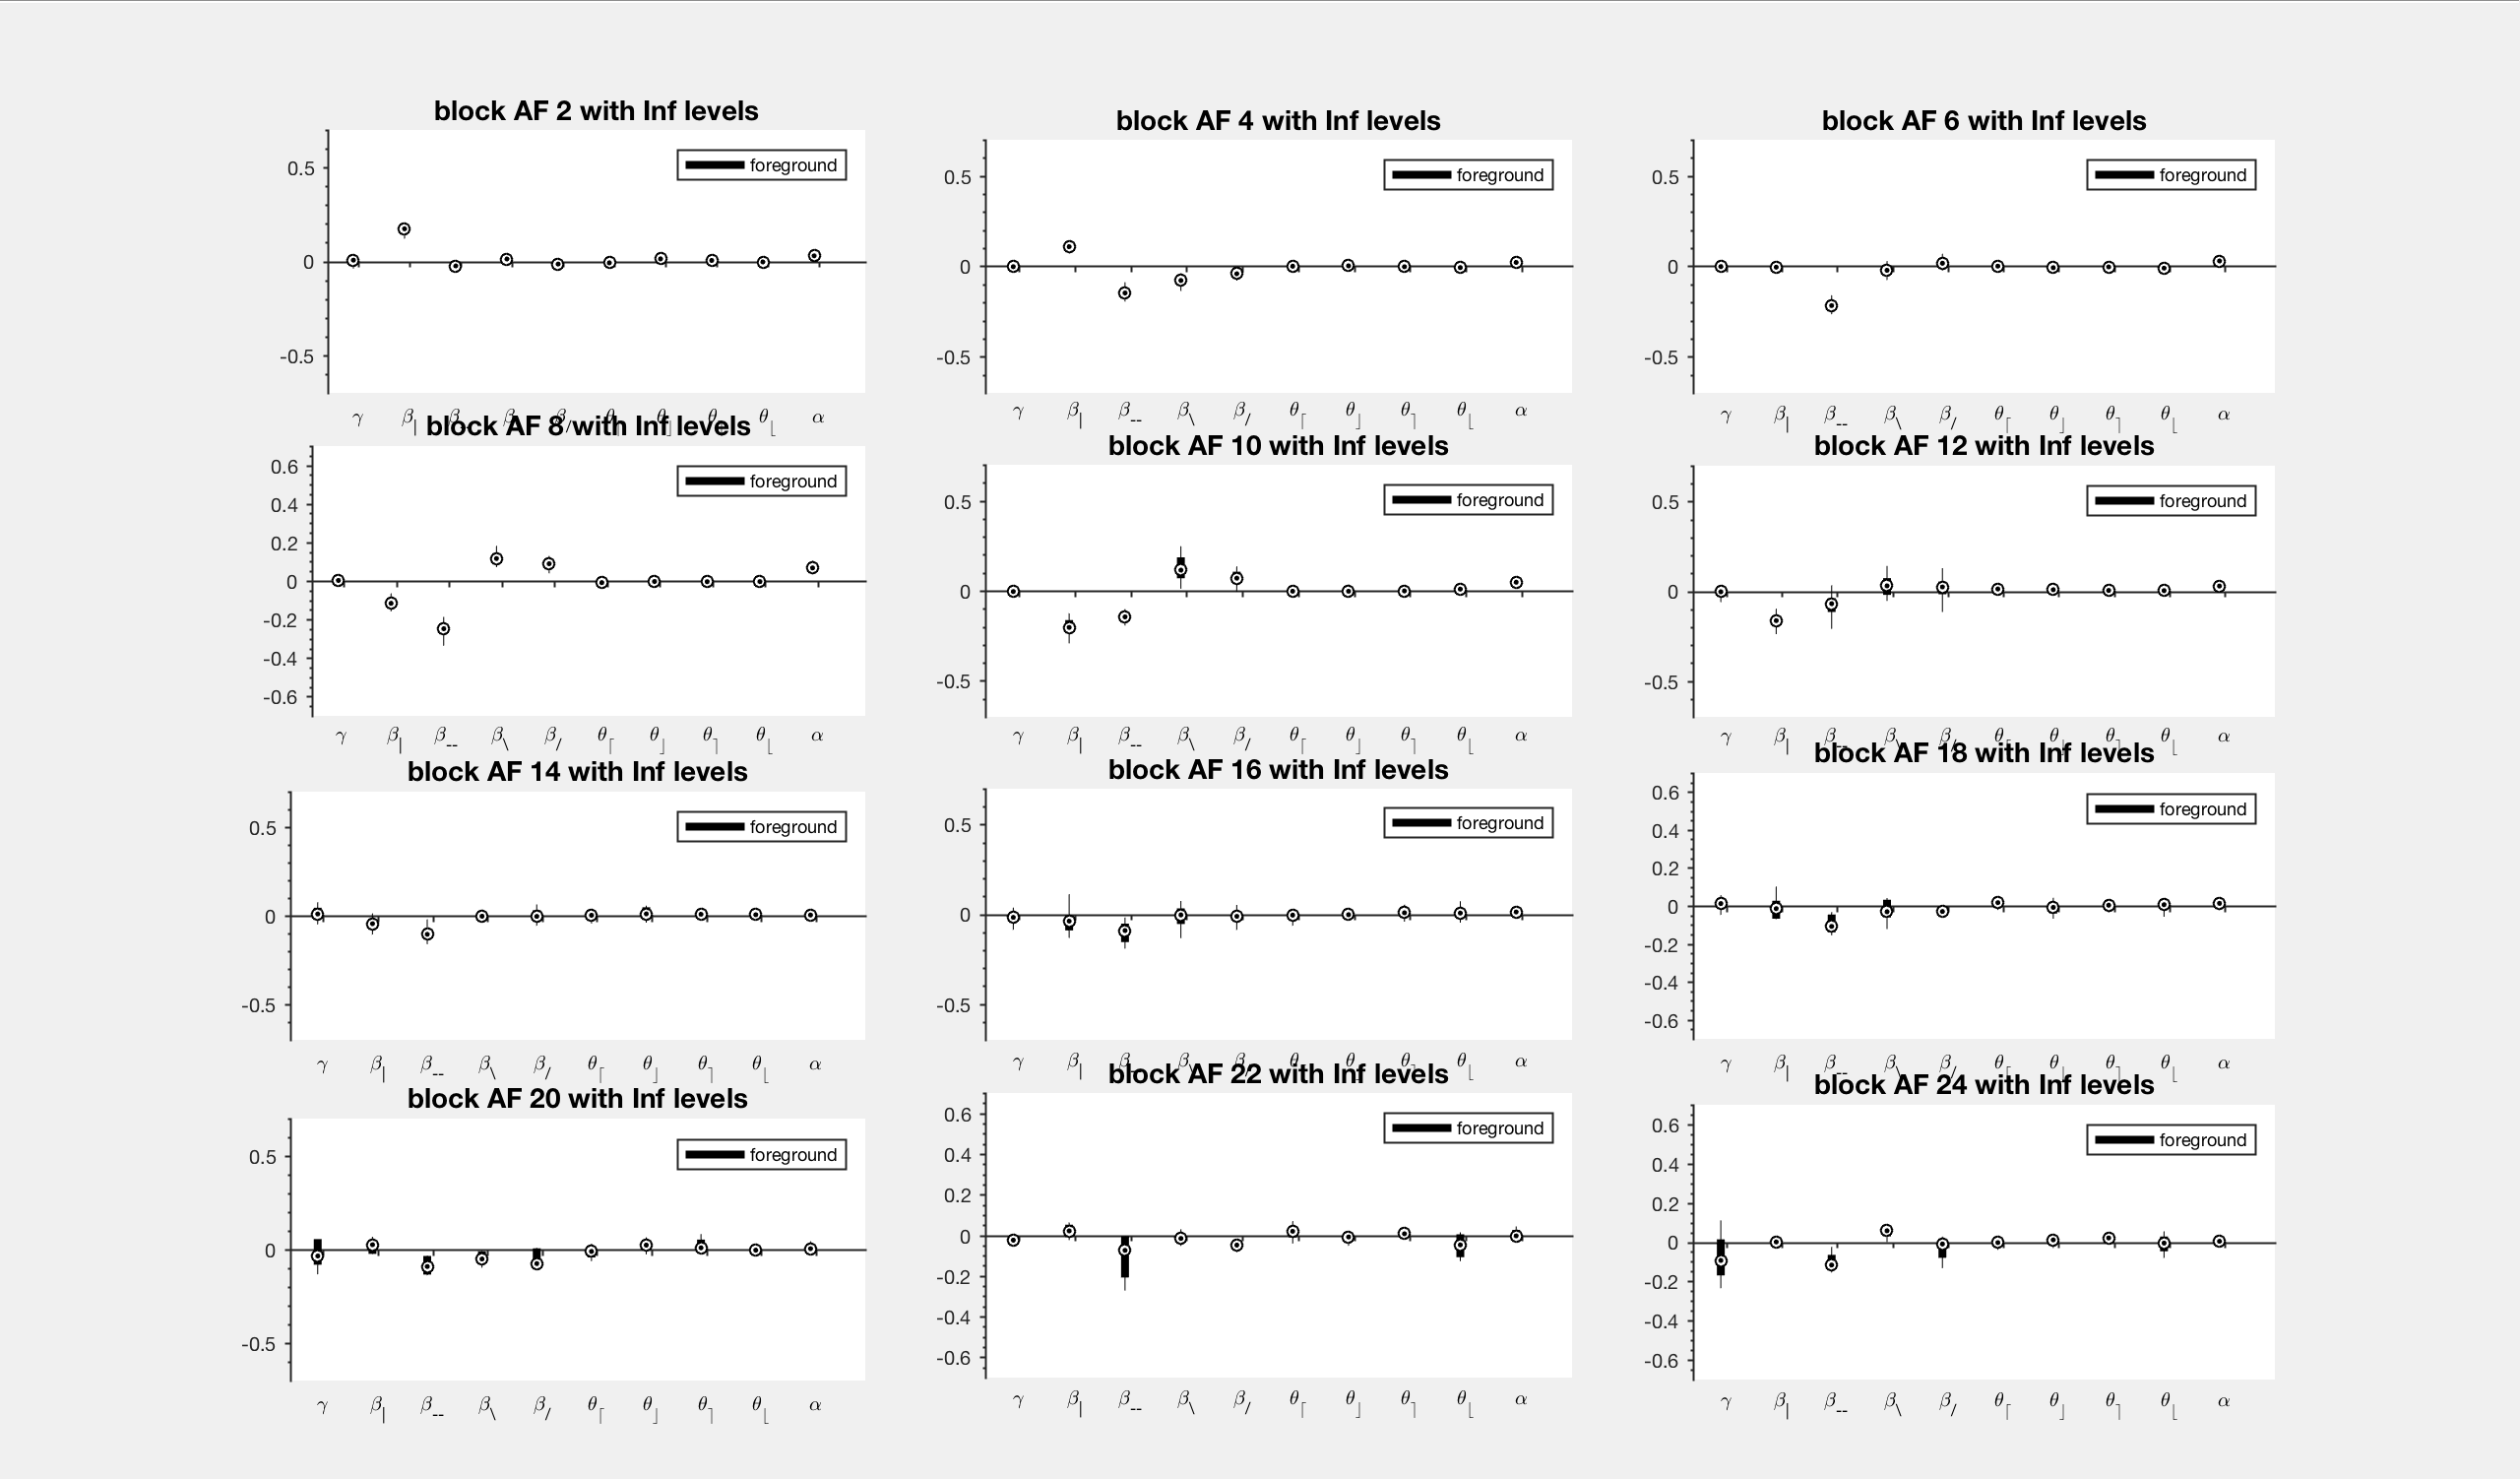 block AF 2 with Inf levels
foreground
0.5
0
-0.5
γ β| β-- β\ β/ θ⌈ θ⌋ θ⌉ θ⌊ α
block AF 4 with Inf levels
foreground
0.5
0
-0.5
γ β| β-- β\ β/ θ⌈ θ⌋ θ⌉ θ⌊ α
block AF 6 with Inf levels
foreground
0.5
0
-0.5
γ β| β-- β\ β/ θ⌈ θ⌋ θ⌉ θ⌊ α
block AF 8 with Inf levels
foreground
0.6
0.4
0.2
0
-0.2
-0.4
-0.6
γ β| β-- β\ β/ θ⌈ θ⌋ θ⌉ θ⌊ α
block AF 10 with Inf levels
foreground
0.5
0
-0.5
γ β| β-- β\ β/ θ⌈ θ⌋ θ⌉ θ⌊ α
block AF 12 with Inf levels
foreground
0.5
0
-0.5
γ β| β-- β\ β/ θ⌈ θ⌋ θ⌉ θ⌊ α
block AF 14 with Inf levels
foreground
0.5
0
-0.5
γ β| β-- β\ β/ θ⌈ θ⌋ θ⌉ θ⌊ α
block AF 16 with Inf levels
foreground
0.5
0
-0.5
γ β| β-- β\ β/ θ⌈ θ⌋ θ⌉ θ⌊ α
block AF 18 with Inf levels
foreground
0.6
0.4
0.2
0
-0.2
-0.4
-0.6
γ β| β-- β\ β/ θ⌈ θ⌋ θ⌉ θ⌊ α
block AF 20 with Inf levels
foreground
0.5
0
-0.5
γ β| β-- β\ β/ θ⌈ θ⌋ θ⌉ θ⌊ α
block AF 22 with Inf levels
foreground
0.6
0.4
0.2
0
-0.2
-0.4
-0.6
γ β| β-- β\ β/ θ⌈ θ⌋ θ⌉ θ⌊ α
block AF 24 with Inf levels
foreground
0.6
0.4
0.2
0
-0.2
-0.4
-0.6
γ β| β-- β\ β/ θ⌈ θ⌋ θ⌉ θ⌊ α